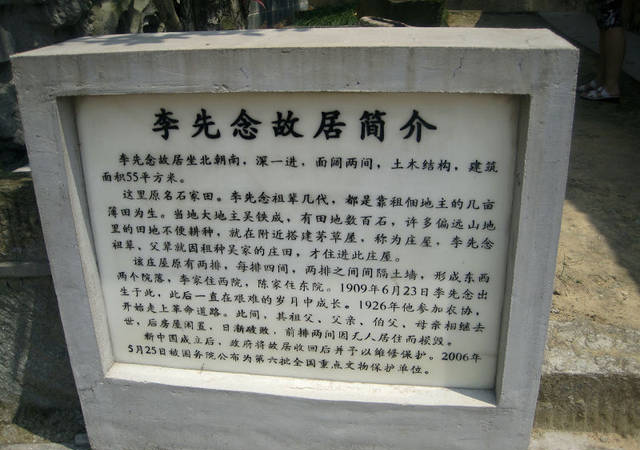 李先念故居简介
李先念故居坐北朝南，深一进，面阔两间，土木结构，建筑
面积55平方米。
这里原名石家田。李先念祖辈几代，都是靠租佃地主的几亩
薄田为生。当地大地主吴铁成，有田地数百石，许多偏远山地
里的田地不便耕种，就在附近搭建茅草屋，称为庄屋，李先念
祖辈，父辈就因租种吴家的庄田，才住进此庄屋。
该庄屋原有两排，每排四间，两排之间间隔土墙，形成东西
两个院落，李家住西院，陈家住东院。1909年6月23日李先念出
生于此，此后一直在艰难的岁月中成长。1926年他参加农协，
开始走上革命道路。此间，其祖父、父亲、伯父、母亲相继去
世，后房屋闲置，日渐破败，前排两间因无人居住而损毁。
新中国成立后，政府将故居收回后并予以维修保护。2006年
5月25日被国务院公布为第六批全国重点文物保护单位。